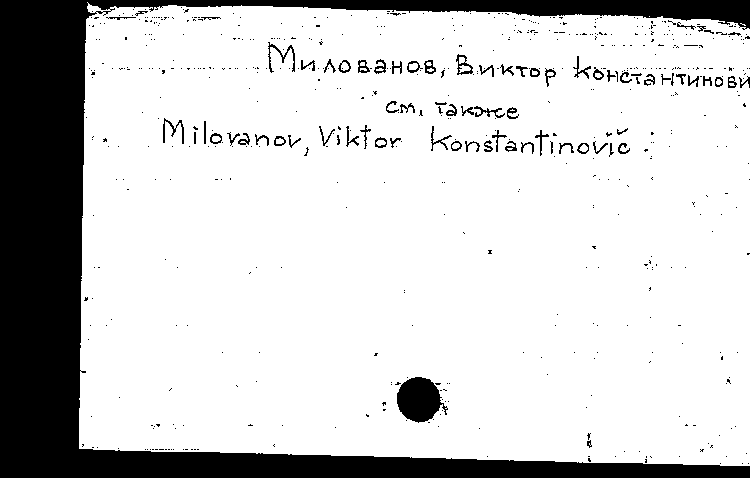 Милованов, Виктор Константинови
см. также
Milovanov, Viktor Konstantinovič.